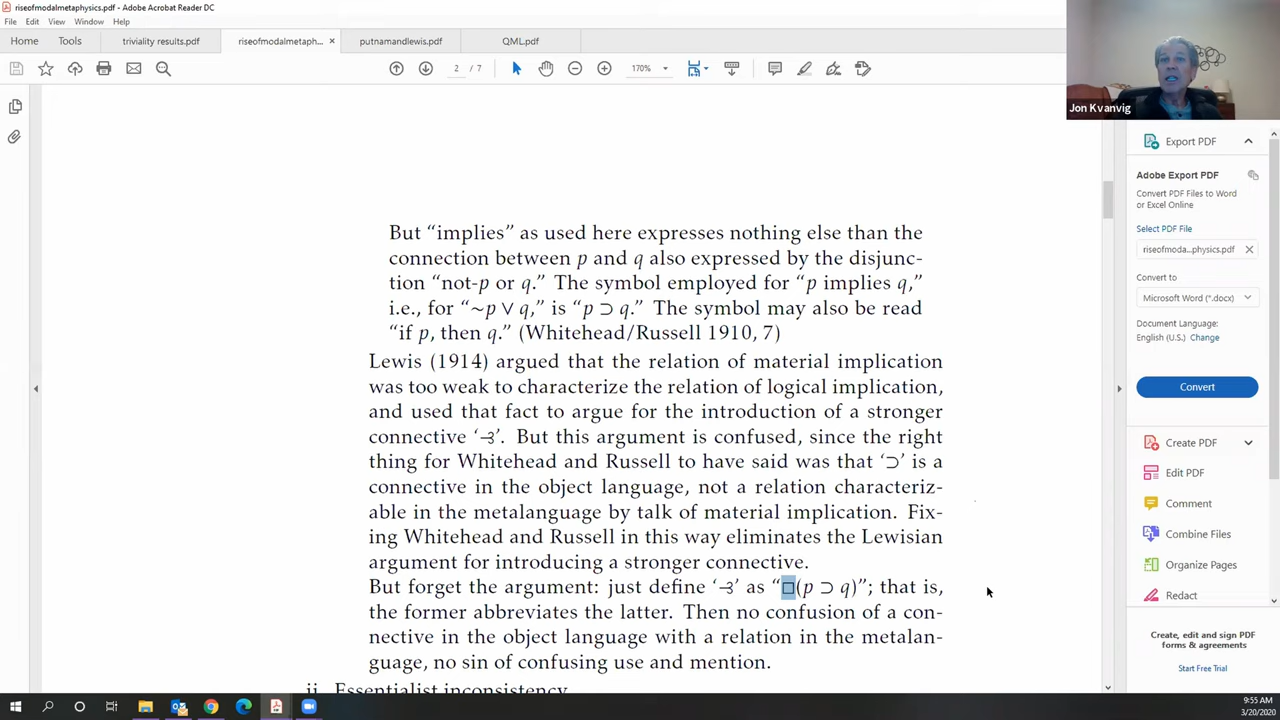 riseofmodalmetaphysics.pdf - Adobe Acrobat Reader DC
File Edit View Window Help
Home Tools triviality results.pdf riseofmodalmetaph... × putnamandlewis.pdf QML.pdf
2 / 7 170%
Jon Kvanvig
But “implies” as used here expresses nothing else than the
connection between p and q also expressed by the disjunc-
tion “not-p or q.” The symbol employed for “p implies q,”
i.e., for “∼p ∨ q,” is “p ⊃ q.” The symbol may also be read
“if p, then q.” (Whitehead/Russell 1910, 7)
Lewis (1914) argued that the relation of material implication
was too weak to characterize the relation of logical implication,
and used that fact to argue for the introduction of a stronger
connective ‘⥽’. But this argument is confused, since the right
thing for Whitehead and Russell to have said was that ‘⊃’ is a
connective in the object language, not a relation characteriz-
able in the metalanguage by talk of material implication. Fix-
ing Whitehead and Russell in this way eliminates the Lewisian
argument for introducing a stronger connective.
But forget the argument: just define ‘⥽’ as “□(p ⊃ q)”; that is,
the former abbreviates the latter. Then no confusion of a con-
nective in the object language with a relation in the metalan-
guage, no sin of confusing use and mention.
ii. Essentialist inconsistency
Export PDF
Adobe Export PDF
Convert PDF Files to Word
or Excel Online
Select PDF File
riseofmoda...physics.pdf ×
Convert to
Microsoft Word (*.docx)
Document Language:
English (U.S.) Change
Convert
Create PDF
Edit PDF
Comment
Combine Files
Organize Pages
Redact
Create, edit and sign PDF
forms & agreements
Start Free Trial
9:55 AM
3/20/2020